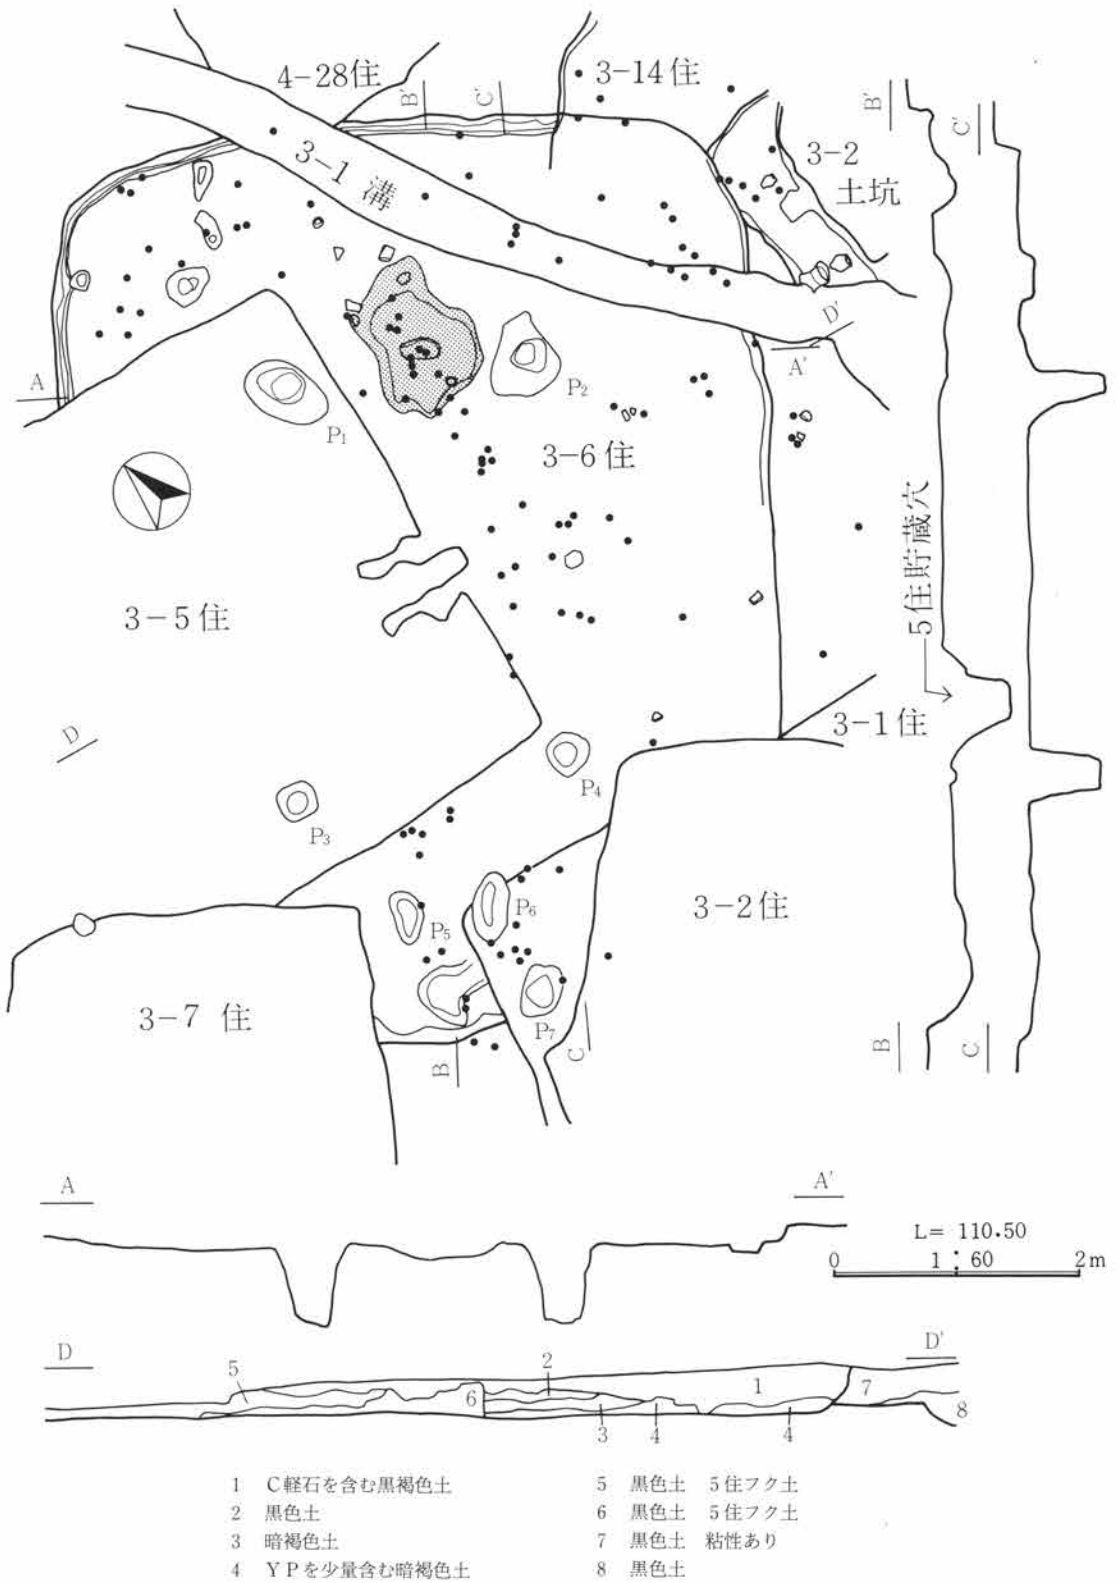 4-28住
3-14住
B'
C'
B'
C'
3-1 溝
3-2
土坑
D'
A'
A
P1
P2
3-6住
3-5住
5住貯蔵穴
D
3-1住
P3
P4
P5
P6
3-2住
3-7 住
P7
B
C
B
C
A
A'
L= 110.50
0 1 : 60 2m
D
D'
5
2
1
7
6
3
4
4
8
1 C軽石を含む黒褐色土
2 黒色土
3 暗褐色土
4 YPを少量含む暗褐色土
5 黒色土 5住フク土
6 黒色土 5住フク土
7 黒色土 粘性あり
8 黒色土